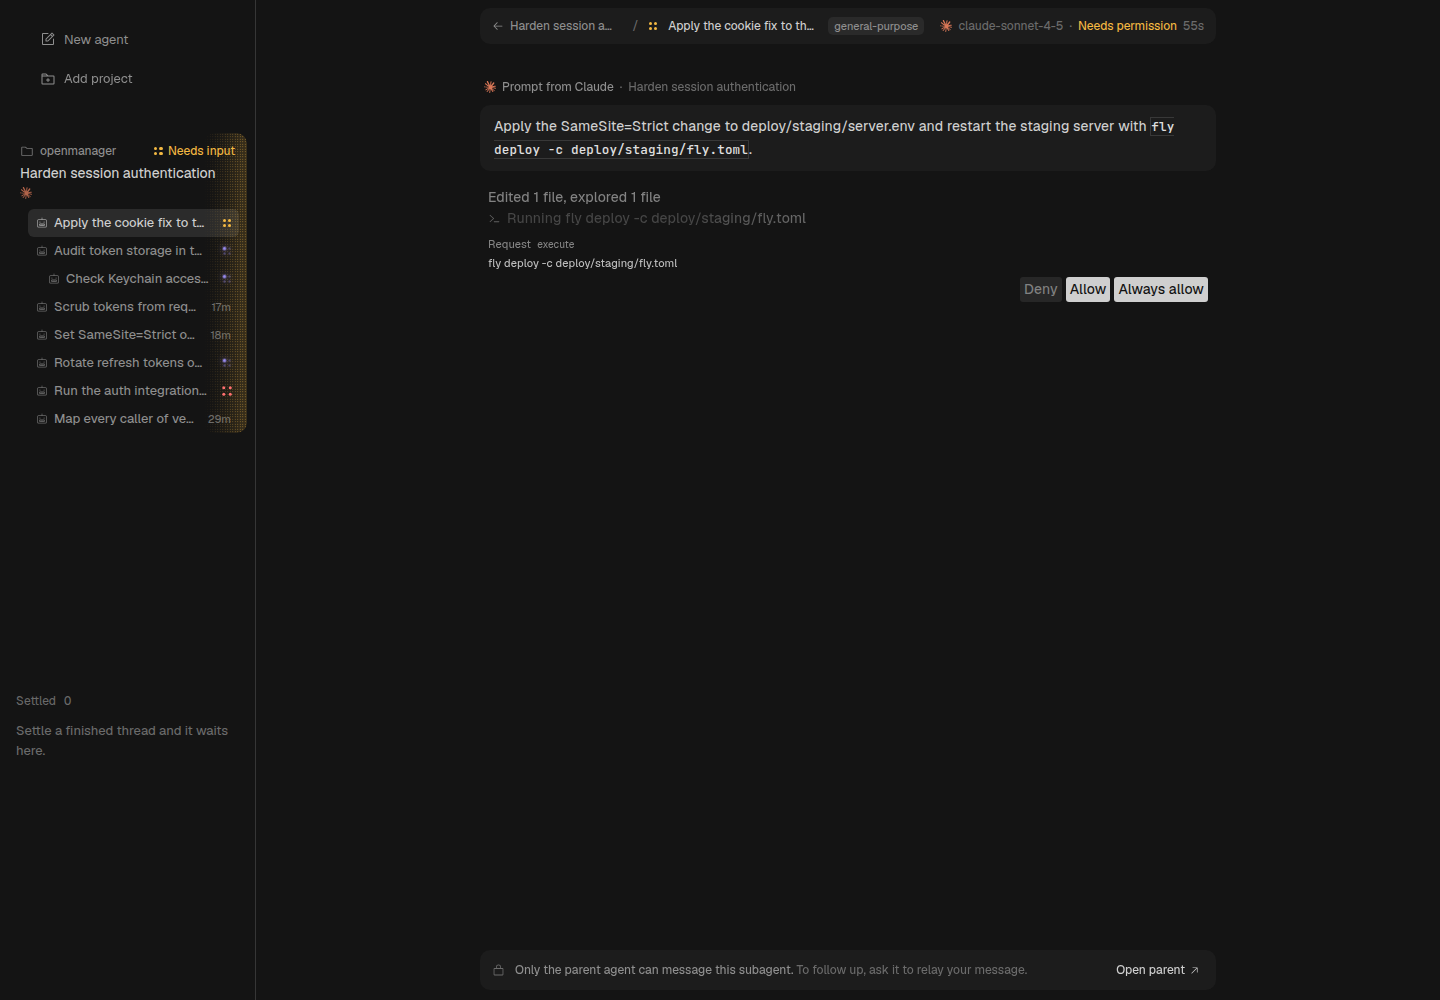 New agent
Add project
openmanager
Needs input
Harden session authentication
Apply the cookie fix to t...
Audit token storage in t...
Check Keychain acces...
Scrub tokens from req... 17m
Set SameSite=Strict o... 18m
Rotate refresh tokens o...
Run the auth integration...
Map every caller of ve... 29m
Settled 0
Settle a finished thread and it waits
here.
← Harden session a... / Apply the cookie fix to th... general-purpose claude-sonnet-4-5 · Needs permission 55s
Prompt from Claude · Harden session authentication
Apply the SameSite=Strict change to deploy/staging/server.env and restart the staging server with fly
deploy -c deploy/staging/fly.toml.
Edited 1 file, explored 1 file
Running fly deploy -c deploy/staging/fly.toml
Request execute
fly deploy -c deploy/staging/fly.toml
Deny Allow Always allow
Only the parent agent can message this subagent. To follow up, ask it to relay your message. Open parent ↗